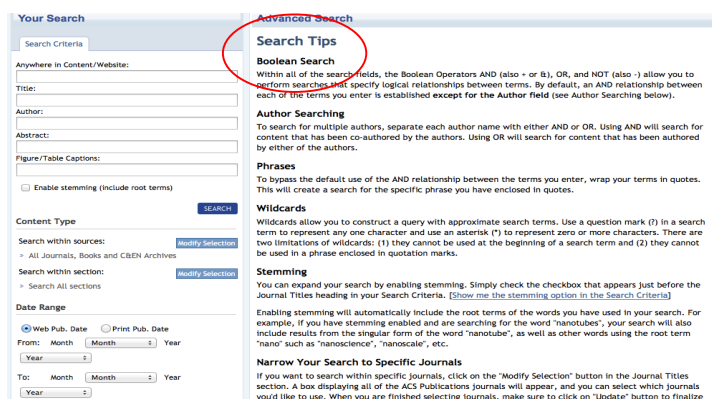 Your Search
Search Criteria
Anywhere in Content/Website:
Title:
Author:
Abstract:
Figure/Table Captions:
Enable stemming (include root terms)
SEARCH
Content Type
Search within sources:
Modify Selection
> All Journals, Books and C&EN Archives
Search within section:
Modify Selection
> Search All sections
Date Range
Web Pub. Date Print Pub. Date
From: Month Month Year
Year
To: Month Month Year
Year
Advanced Search
Search Tips
Boolean Search
Within all of the search fields, the Boolean Operators AND (also + or &), OR, and NOT (also -) allow you to
perform searches that specify logical relationships between terms. By default, an AND relationship between
each of the terms you enter is established except for the Author field (see Author Searching below).
Author Searching
To search for multiple authors, separate each author name with either AND or OR. Using AND will search for
content that has been co-authored by the authors. Using OR will search for content that has been authored
by either of the authors.
Phrases
To bypass the default use of the AND relationship between the terms you enter, wrap your terms in quotes.
This will create a search for the specific phrase you have enclosed in quotes.
Wildcards
Wildcards allow you to construct a query with approximate search terms. Use a question mark (?) in a search
term to represent any one character and use an asterisk (*) to represent zero or more characters. There are
two limitations of wildcards: (1) they cannot be used at the beginning of a search term and (2) they cannot
be used in a phrase enclosed in quotation marks.
Stemming
You can expand your search by enabling stemming. Simply check the checkbox that appears just before the
Journal Titles heading in your Search Criteria. [Show me the stemming option in the Search Criteria]
Enabling stemming will automatically include the root terms of the words you have used in your search. For
example, if you have stemming enabled and are searching for the word "nanotubes", your search will also
include results from the singular form of the word "nanotube", as well as other words using the root term
"nano" such as "nanoscience", "nanoscale", etc.
Narrow Your Search to Specific Journals
If you want to search within specific journals, click on the "Modify Selection" button in the Journal Titles
section. A box displaying all of the ACS Publications journals will appear, and you can select which journals
you'd like to use. When you are finished selecting journals, make sure to click on "Update" button to finalize